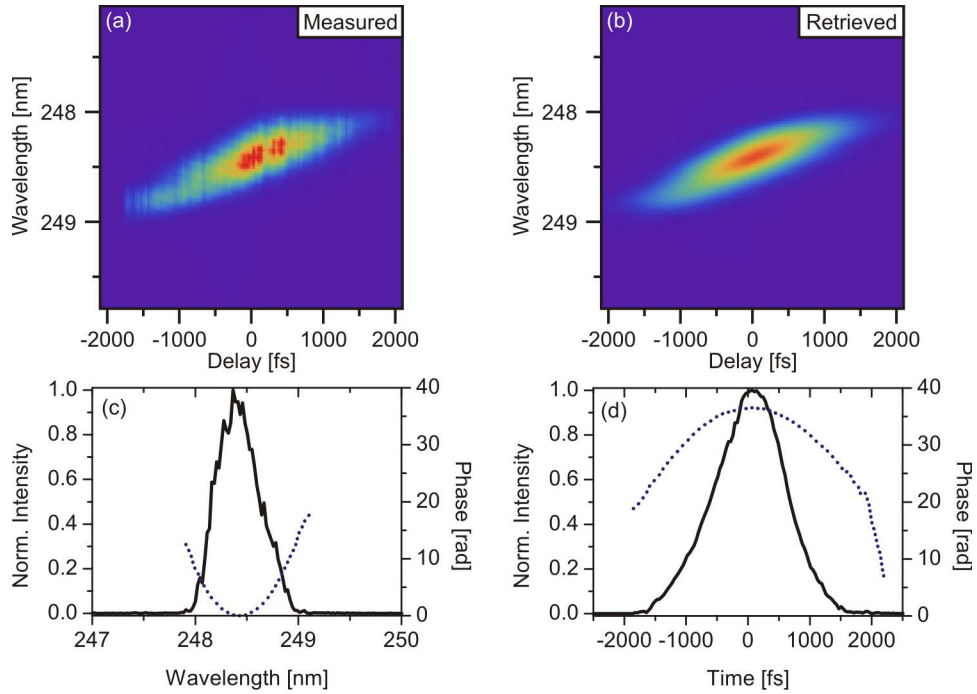 (a) Measured
(b) Retrieved
Wavelength [nm]
248
249
-2000 -1000 0 1000 2000
Delay [fs]
Wavelength [nm]
248
249
-2000 -1000 0 1000 2000
Delay [fs]
(c)
Norm. Intensity
1.0
0.8
0.6
0.4
0.2
0.0
40
30
20
10
0
Phase [rad]
247 248 249 250
Wavelength [nm]
(d)
Norm. Intensity
1.0
0.8
0.6
0.4
0.2
0.0
40
30
20
10
0
Phase [rad]
-2000 -1000 0 1000 2000
Time [fs]